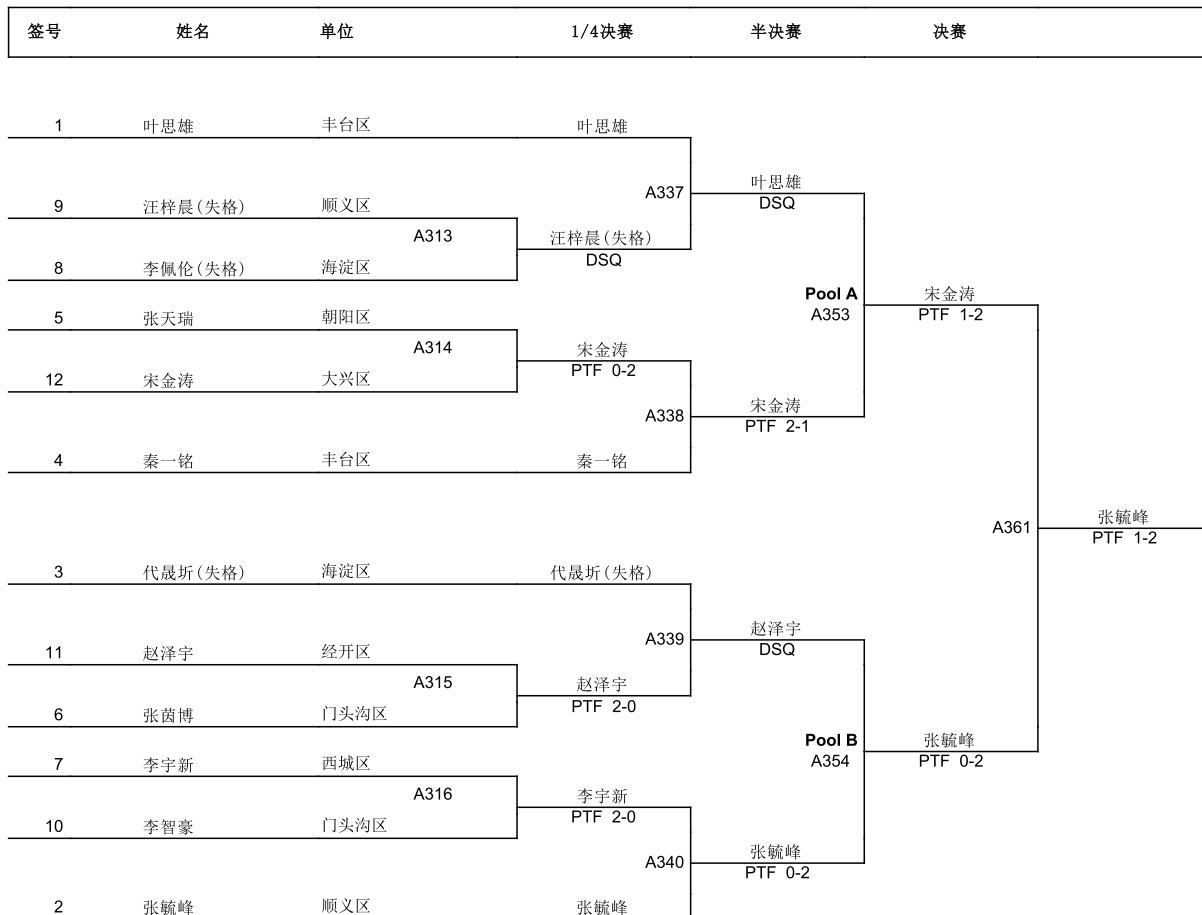 签号 姓名 单位 1/4决赛 半决赛 决赛
1 叶思雄 丰台区 叶思雄
A337 叶思雄
DSQ
9 汪梓晨(失格) 顺义区
A313 汪梓晨(失格)
DSQ
8 李佩伦(失格) 海淀区
Pool A 宋金涛
A353 PTF 1-2
5 张天瑞 朝阳区
A314 宋金涛
PTF 0-2
12 宋金涛 大兴区
A338 宋金涛
PTF 2-1
4 秦一铭 丰台区 秦一铭
A361 张毓峰
PTF 1-2
3 代晟圻(失格) 海淀区 代晟圻(失格)
A339 赵泽宇
DSQ
11 赵泽宇 经开区
A315 赵泽宇
PTF 2-0
6 张茵博 门头沟区
Pool B 张毓峰
A354 PTF 0-2
7 李宇新 西城区
A316 李宇新
PTF 2-0
10 李智豪 门头沟区
A340 张毓峰
PTF 0-2
2 张毓峰 顺义区 张毓峰